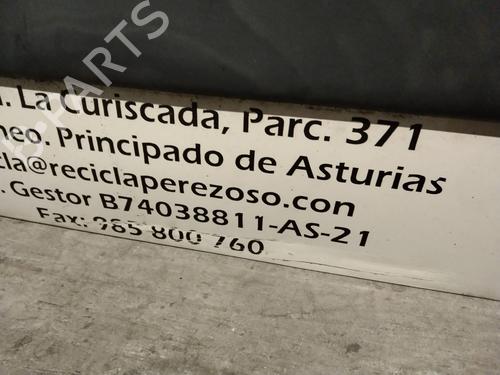 B-PARTS
. La Curiscada, Parc. 371
neo. Principado de Asturias
cla@reciclaperezoso.con
. Gestor B74038811-AS-21
Fax: 985 800 760